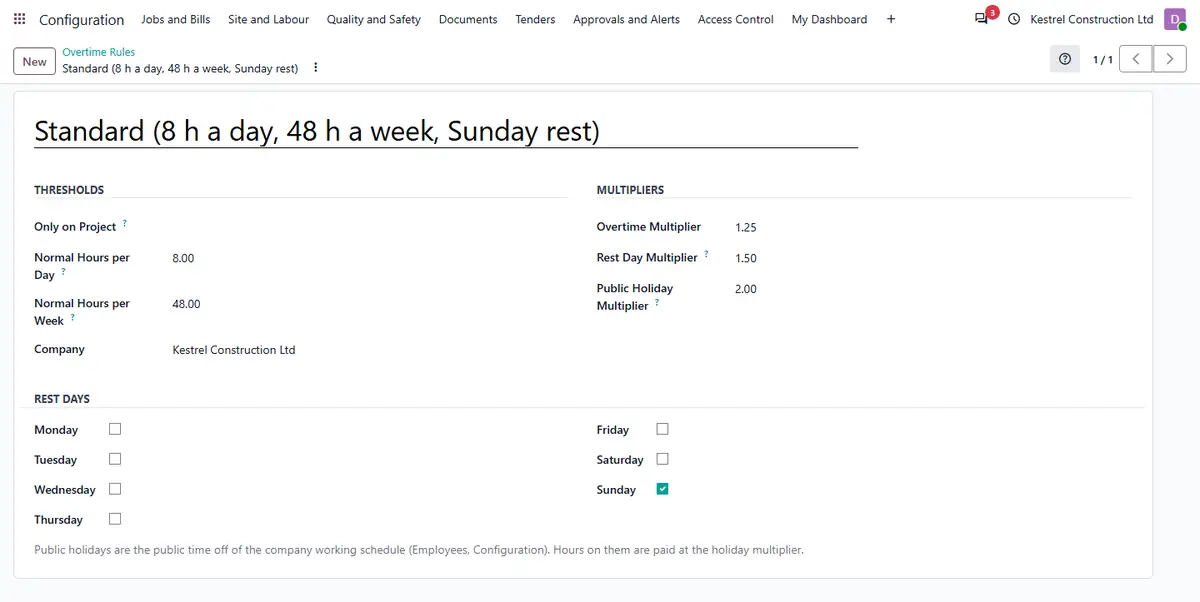 Configuration Jobs and Bills Site and Labour Quality and Safety Documents Tenders Approvals and Alerts Access Control My Dashboard + 3 Kestrel Construction Ltd D
New Overtime Rules
Standard (8 h a day, 48 h a week, Sunday rest) 1 / 1
Standard (8 h a day, 48 h a week, Sunday rest)
THRESHOLDS
Only on Project ?
Normal Hours per Day ? 8.00
Normal Hours per Week ? 48.00
Company Kestrel Construction Ltd
MULTIPLIERS
Overtime Multiplier 1.25
Rest Day Multiplier ? 1.50
Public Holiday Multiplier ? 2.00
REST DAYS
Monday
Tuesday
Wednesday
Thursday
Friday
Saturday
Sunday
Public holidays are the public time off of the company working schedule (Employees, Configuration). Hours on them are paid at the holiday multiplier.